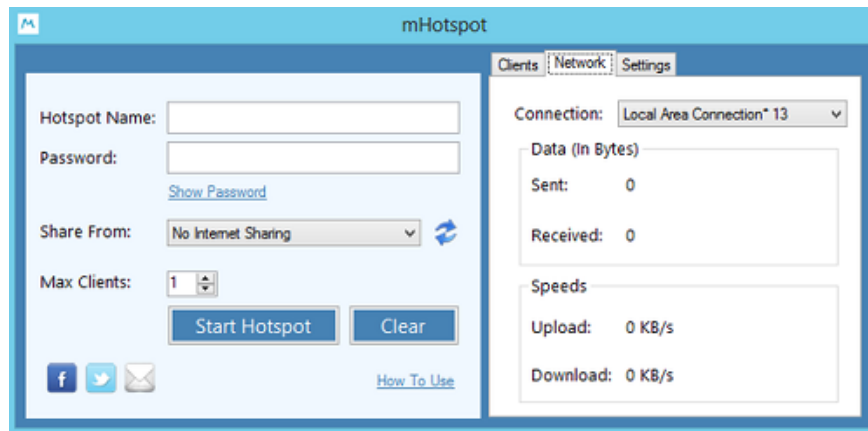 mHotspot
Hotspot Name:
Password:
Show Password
Share From: No Internet Sharing
Max Clients: 1
Start Hotspot Clear
How To Use
Clients Network Settings
Connection: Local Area Connection* 13
Data (In Bytes)
Sent: 0
Received: 0
Speeds
Upload: 0 KB/s
Download: 0 KB/s